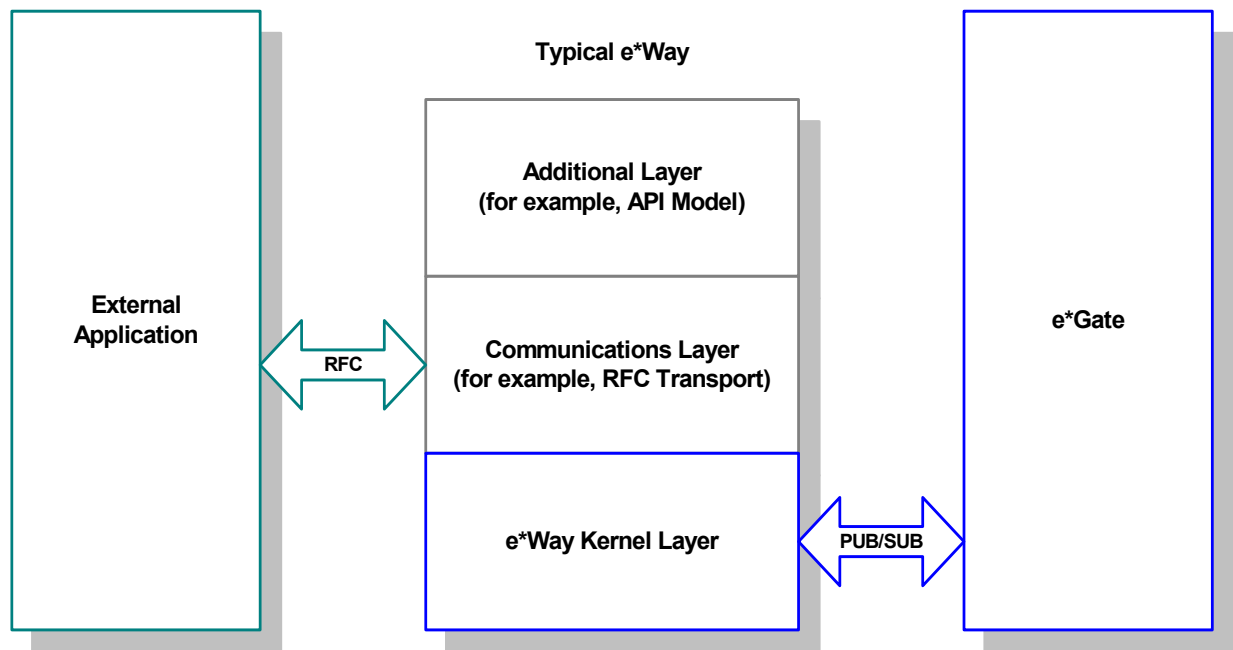 Typical e*Way
Additional Layer
(for example, API Model)
External
Application
e*Gate
RFC
Communications Layer
(for example, RFC Transport)
e*Way Kernel Layer
PUB/SUB